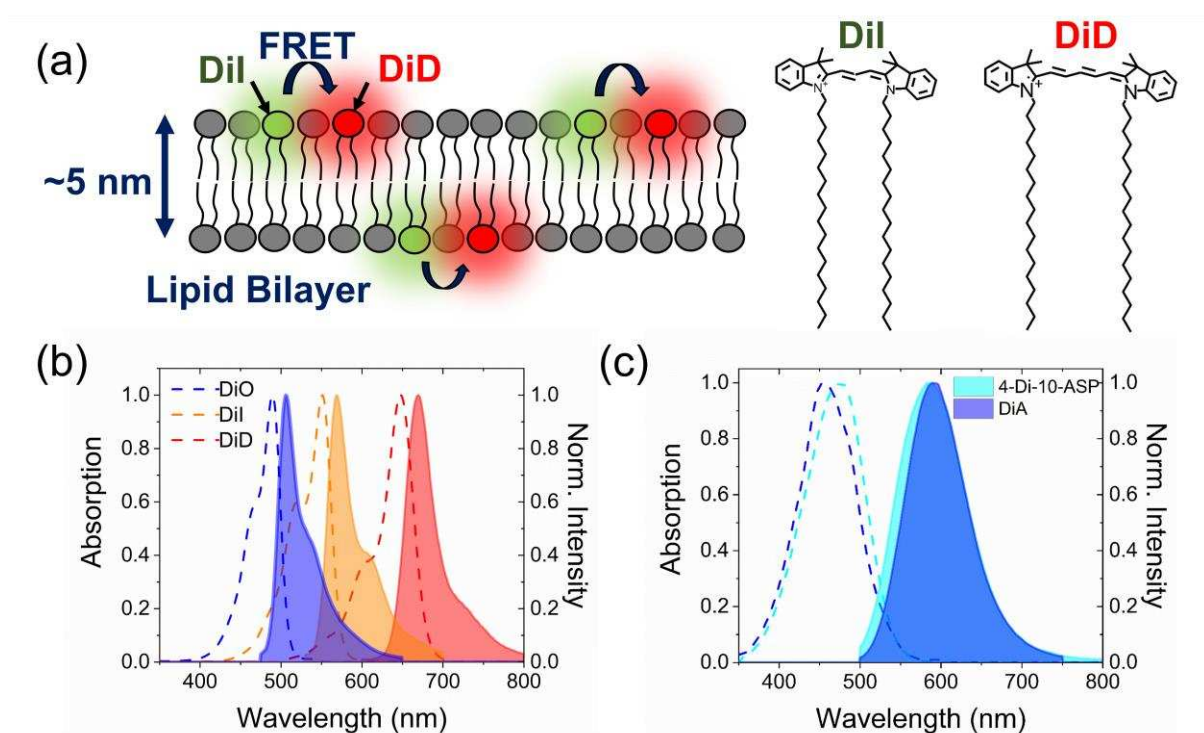 (a)
FRET
DiI
DiD
~5 nm
Lipid Bilayer
DiI
DiD
N+
N
N+
N
(b)
DiO
DiI
DiD
Absorption
1.0
0.8
0.6
0.4
0.2
0.0
Norm. Intensity
1.0
0.8
0.6
0.4
0.2
0.0
400 500 600 700 800
Wavelength (nm)
(c)
4-Di-10-ASP
DiA
Absorption
1.0
0.8
0.6
0.4
0.2
0.0
Norm. Intensity
1.0
0.8
0.6
0.4
0.2
0.0
400 500 600 700 800
Wavelength (nm)